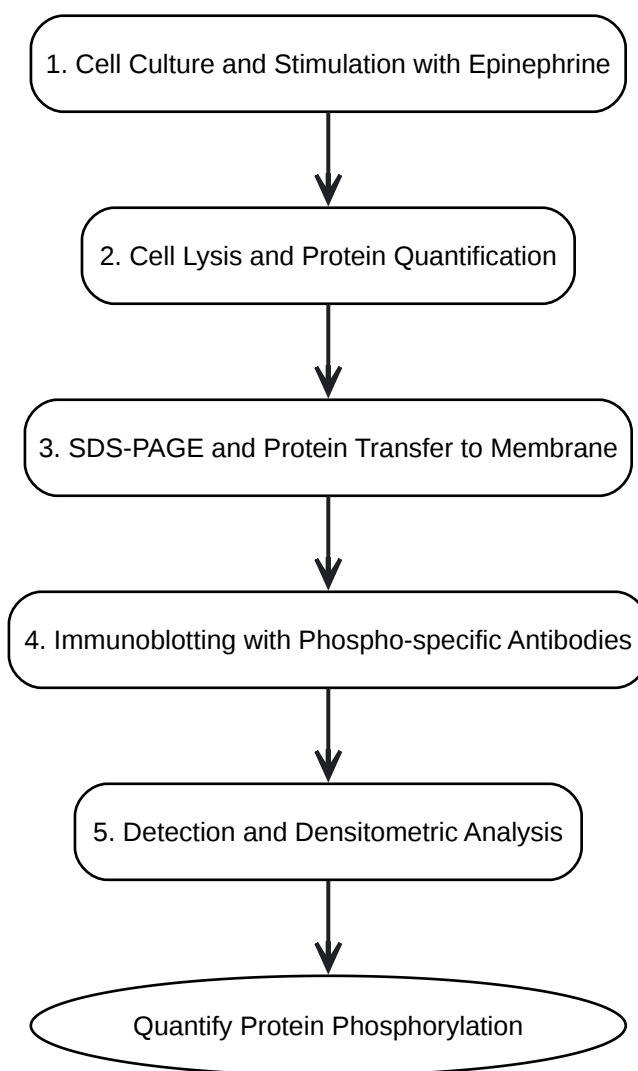 1. Cell Culture and Stimulation with Epinephrine
2. Cell Lysis and Protein Quantification
3. SDS-PAGE and Protein Transfer to Membrane
4. Immunoblotting with Phospho-specific Antibodies
5. Detection and Densitometric Analysis
Quantify Protein Phosphorylation